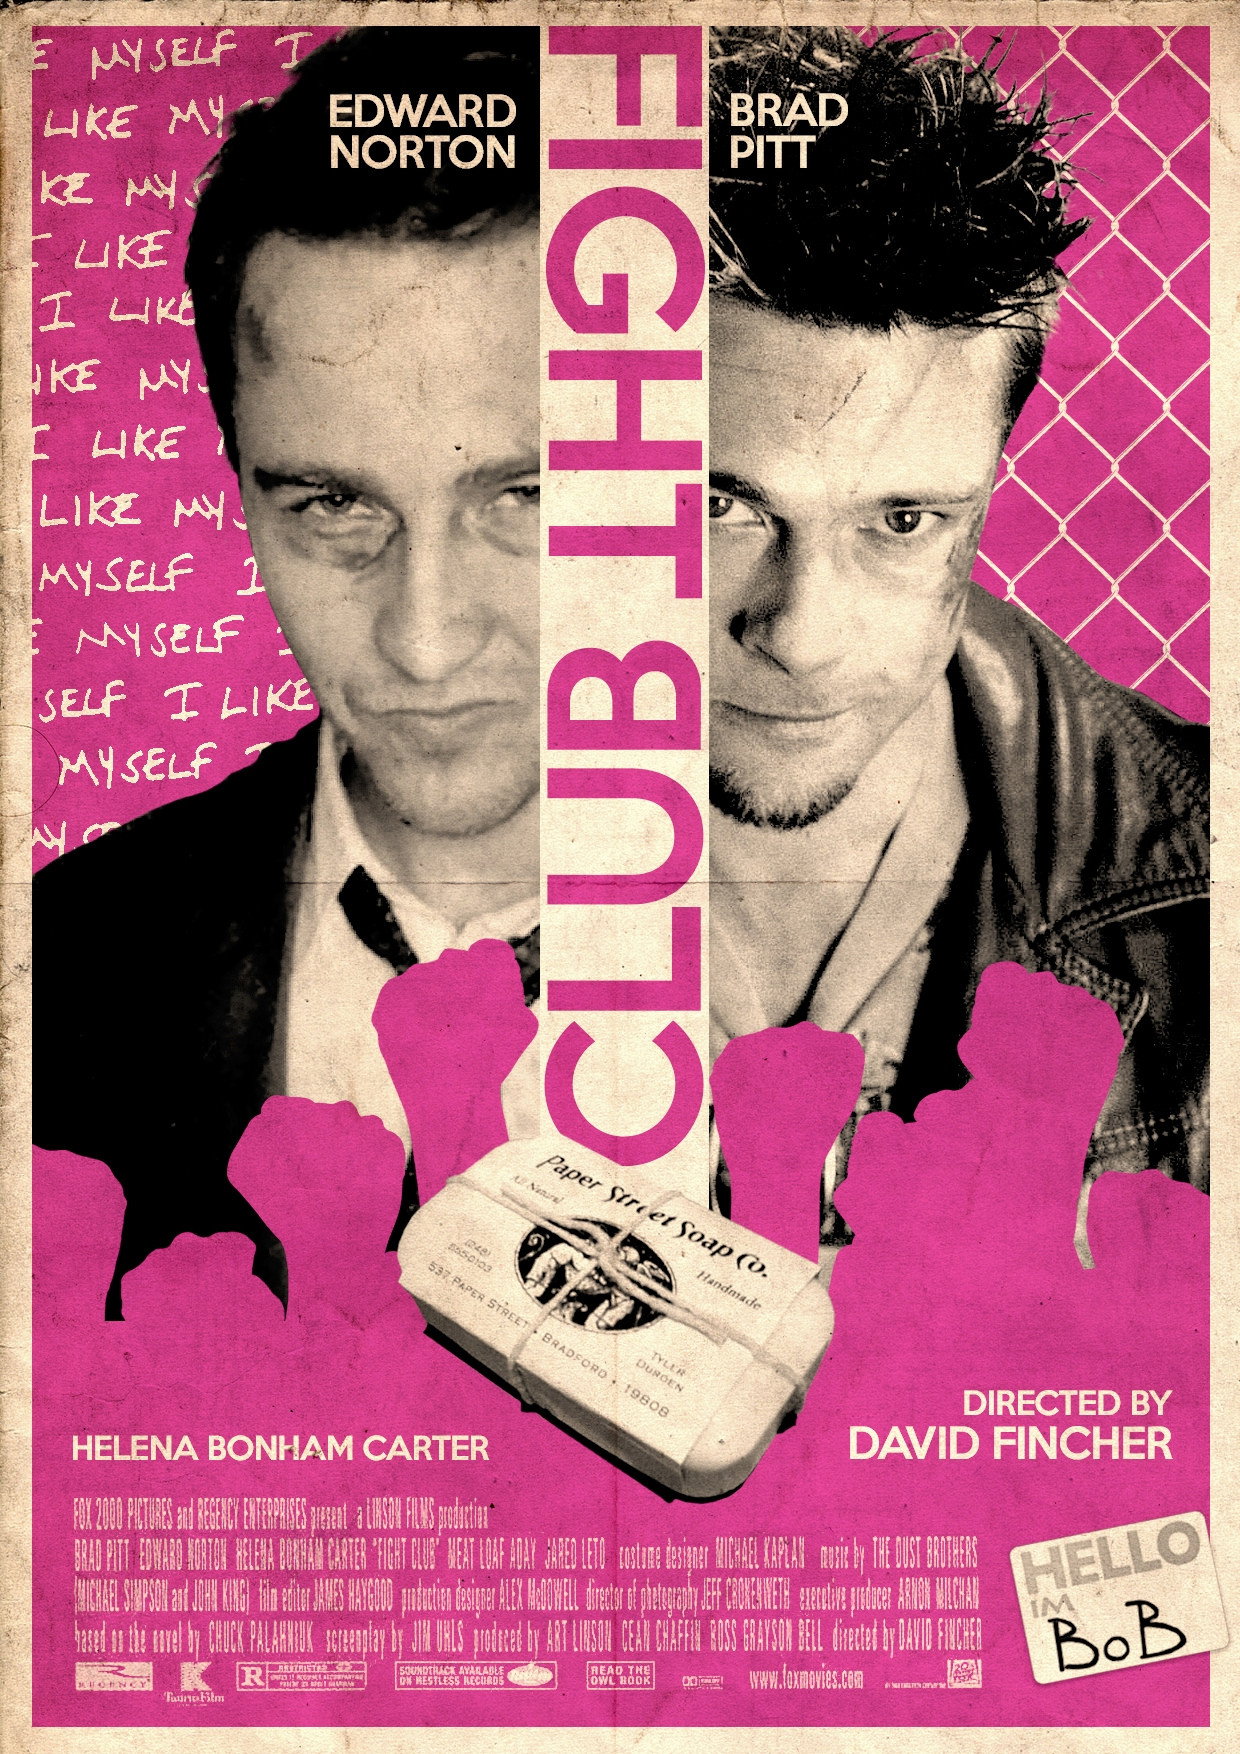 E MYSELF I
LIKE MY
KE MYS
I LIKE
I LIKE
IKE MY
I LIKE
LIKE MYS
MYSELF I
E MYSELF I
SELF I LIKE
MYSELF I
EDWARD
NORTON
FIGHT CLUB
BRAD
PITT
Paper Street Soap Co.
All Natural
Handmade
537 PAPER STREET • BRADFORD • 19808
TYLER
DURDEN
HELENA BONHAM CARTER
DIRECTED BY
DAVID FINCHER
FOX 2000 PICTURES and REGENCY ENTERPRISES present a LINSON FILMS production
BRAD PITT EDWARD NORTON HELENA BONHAM CARTER "FIGHT CLUB" MEAT LOAF ADAY JARED LETO costume designer MICHAEL KAPLAN music by THE DUST BROTHERS
(MICHAEL SIMPSON and JOHN KING) film editor JAMES HAYGOOD production designer ALEX McDOWELL director of photography JEFF CRONENWETH executive producer ARNON MILCHAN
based on the novel by CHUCK PALAHNIUK screenplay by JIM UHLS produced by ART LINSON CEAN CHAFFIN ROSS GRAYSON BELL directed by DAVID FINCHER
REGENCY
Taurus Film
R RESTRICTED
SOUNDTRACK AVAILABLE
ON RESTLESS RECORDS
READ THE
OWL BOOK
www.foxmovies.com
HELLO
IM
BoB